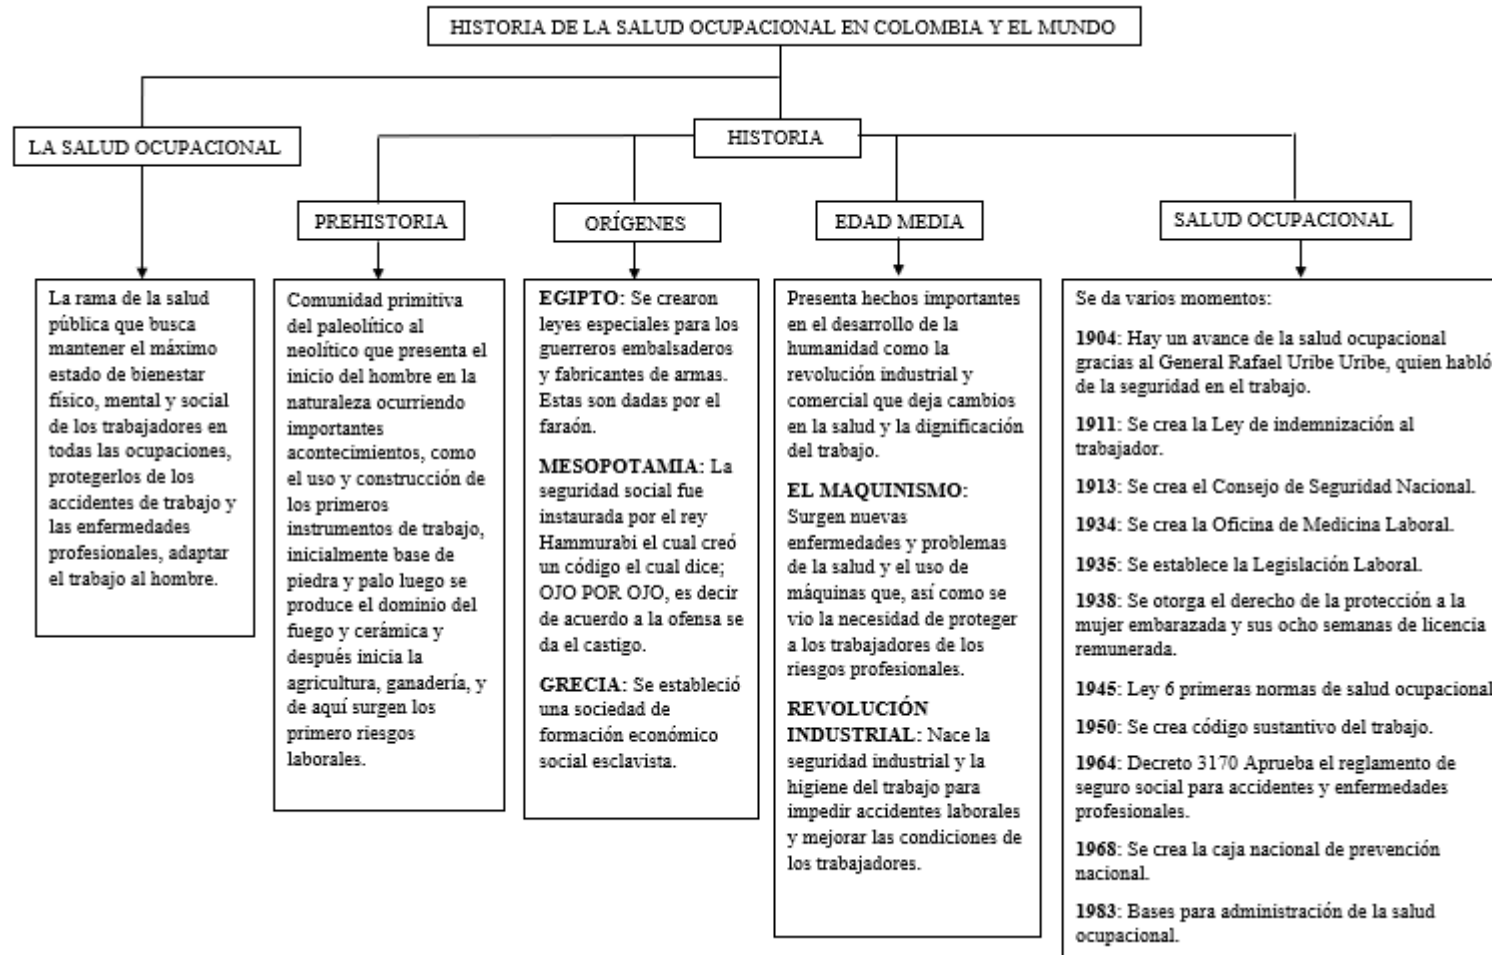 HISTORIA DE LA SALUD OCUPACIONAL EN COLOMBIA Y EL MUNDO
LA SALUD OCUPACIONAL
HISTORIA
PREHISTORIA
ORÍGENES
EDAD MEDIA
SALUD OCUPACIONAL
La rama de la salud
pública que busca
mantener el máximo
estado de bienestar
físico, mental y social
de los trabajadores en
todas las ocupaciones,
protegerlos de los
accidentes de trabajo y
las enfermedades
profesionales, adaptar
el trabajo al hombre.
Comunidad primitiva
del paleolítico al
neolítico que presenta el
inicio del hombre en la
naturaleza ocurriendo
importantes
acontecimientos, como
el uso y construcción de
los primeros
instrumentos de trabajo,
inicialmente base de
piedra y palo luego se
produce el dominio del
fuego y cerámica y
después inicia la
agricultura, ganadería, y
de aquí surgen los
primero riesgos
laborales.
EGIPTO: Se crearon
leyes especiales para los
guerreros embalsaderos
y fabricantes de armas.
Estas son dadas por el
faraón.
MESOPOTAMIA: La
seguridad social fue
instaurada por el rey
Hammurabi el cual creó
un código el cual dice;
OJO POR OJO, es decir
de acuerdo a la ofensa se
da el castigo.
GRECIA: Se estableció
una sociedad de
formación económico
social esclavista.
Presenta hechos importantes
en el desarrollo de la
humanidad como la
revolución industrial y
comercial que deja cambios
en la salud y la dignificación
del trabajo.
EL MAQUINISMO:
Surgen nuevas
enfermedades y problemas
de la salud y el uso de
máquinas que, así como se
vio la necesidad de proteger
a los trabajadores de los
riesgos profesionales.
REVOLUCIÓN
INDUSTRIAL: Nace la
seguridad industrial y la
higiene del trabajo para
impedir accidentes laborales
y mejorar las condiciones de
los trabajadores.
Se da varios momentos:
1904: Hay un avance de la salud ocupacional
gracias al General Rafael Uribe Uribe, quien habló
de la seguridad en el trabajo.
1911: Se crea la Ley de indemnización al
trabajador.
1913: Se crea el Consejo de Seguridad Nacional.
1934: Se crea la Oficina de Medicina Laboral.
1935: Se establece la Legislación Laboral.
1938: Se otorga el derecho de la protección a la
mujer embarazada y sus ocho semanas de licencia
remunerada.
1945: Ley 6 primeras normas de salud ocupacional
1950: Se crea código sustantivo del trabajo.
1964: Decreto 3170 Aprueba el reglamento de
seguro social para accidentes y enfermedades
profesionales.
1968: Se crea la caja nacional de prevención
nacional.
1983: Bases para administración de la salud
ocupacional.